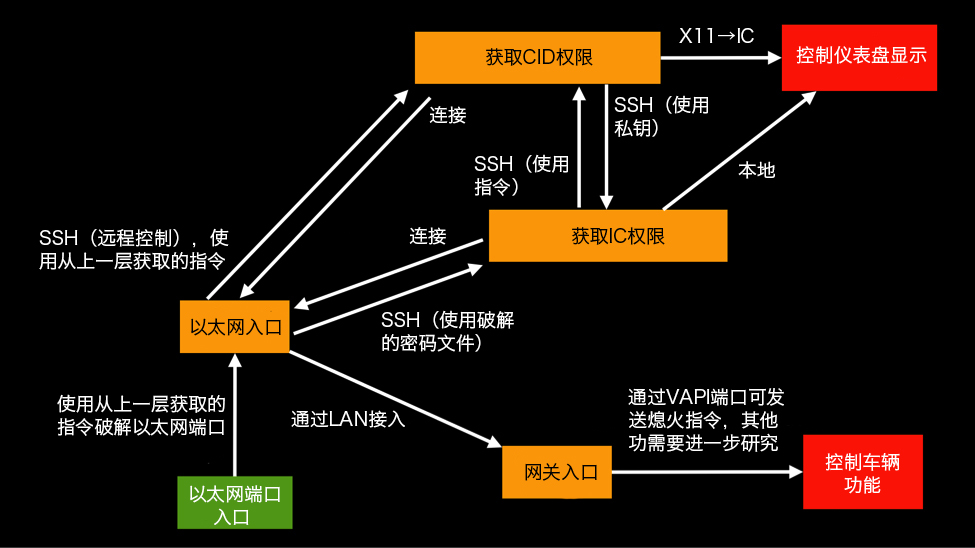 获取CID权限
X11→IC
控制仪表盘显示
连接
SSH（使用
私钥）
SSH（使用
指令）
本地
SSH（远程控制），使
用从上一层获取的指令
连接
获取IC权限
以太网入口
SSH（使用破解
的密码文件）
使用从上一层获取的
指令破解以太网端口
通过LAN接入
通过VAPI端口可发
送熄火指令，其他
功需要进一步研究
网关入口
控制车辆
功能
以太网端口
入口